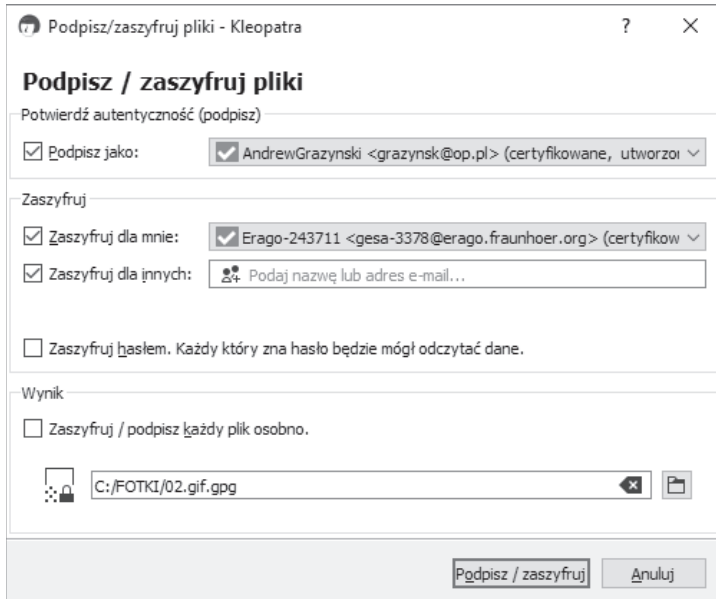 Podpisz/zaszyfruj pliki - Kleopatra ? ×
Podpisz / zaszyfruj pliki
Potwierdź autentyczność (podpis)
Podpisz jako: AndrewGrazynski <grazynsk@op.pl> (certyfikowane, utworzon
Zaszyfruj
Zaszyfruj dla mnie: Erago-243711 <gesa-3378@erago.fraunhoer.org> (certyfikow
Zaszyfruj dla innych: Podaj nazwę lub adres e-mail...
Zaszyfruj hasłem. Każdy który zna hasło będzie mógł odczytać dane.
Wynik
Zaszyfruj / podpisz każdy plik osobno.
C:/FOTKI/02.gif.gpg
Podpisz / zaszyfruj Anuluj